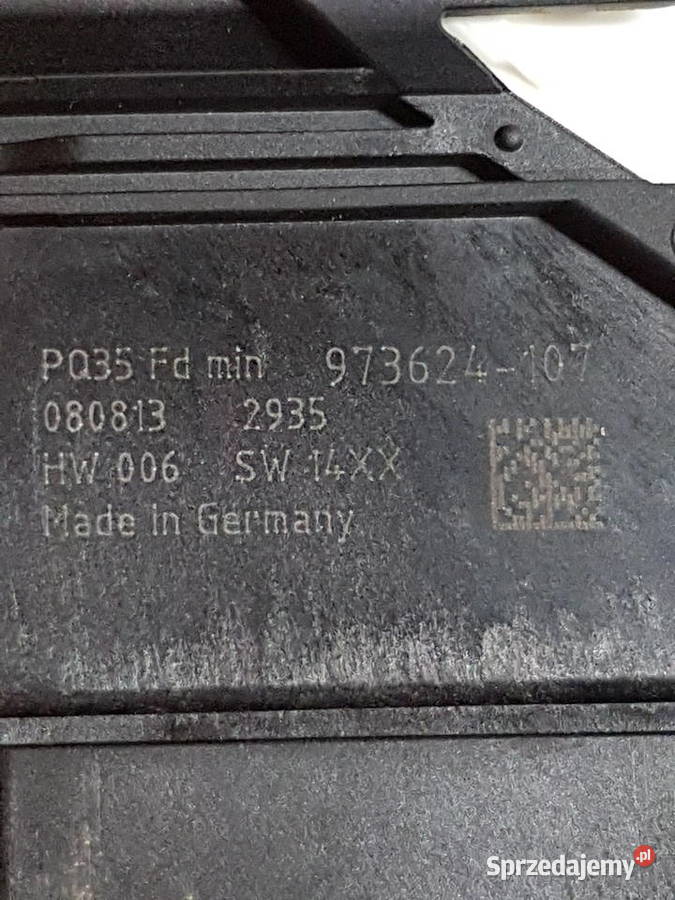 PQ35 Fd min 973624-107
080813 2935
HW 006 SW 14XX
Made in Germany
Sprzedajemy.pl